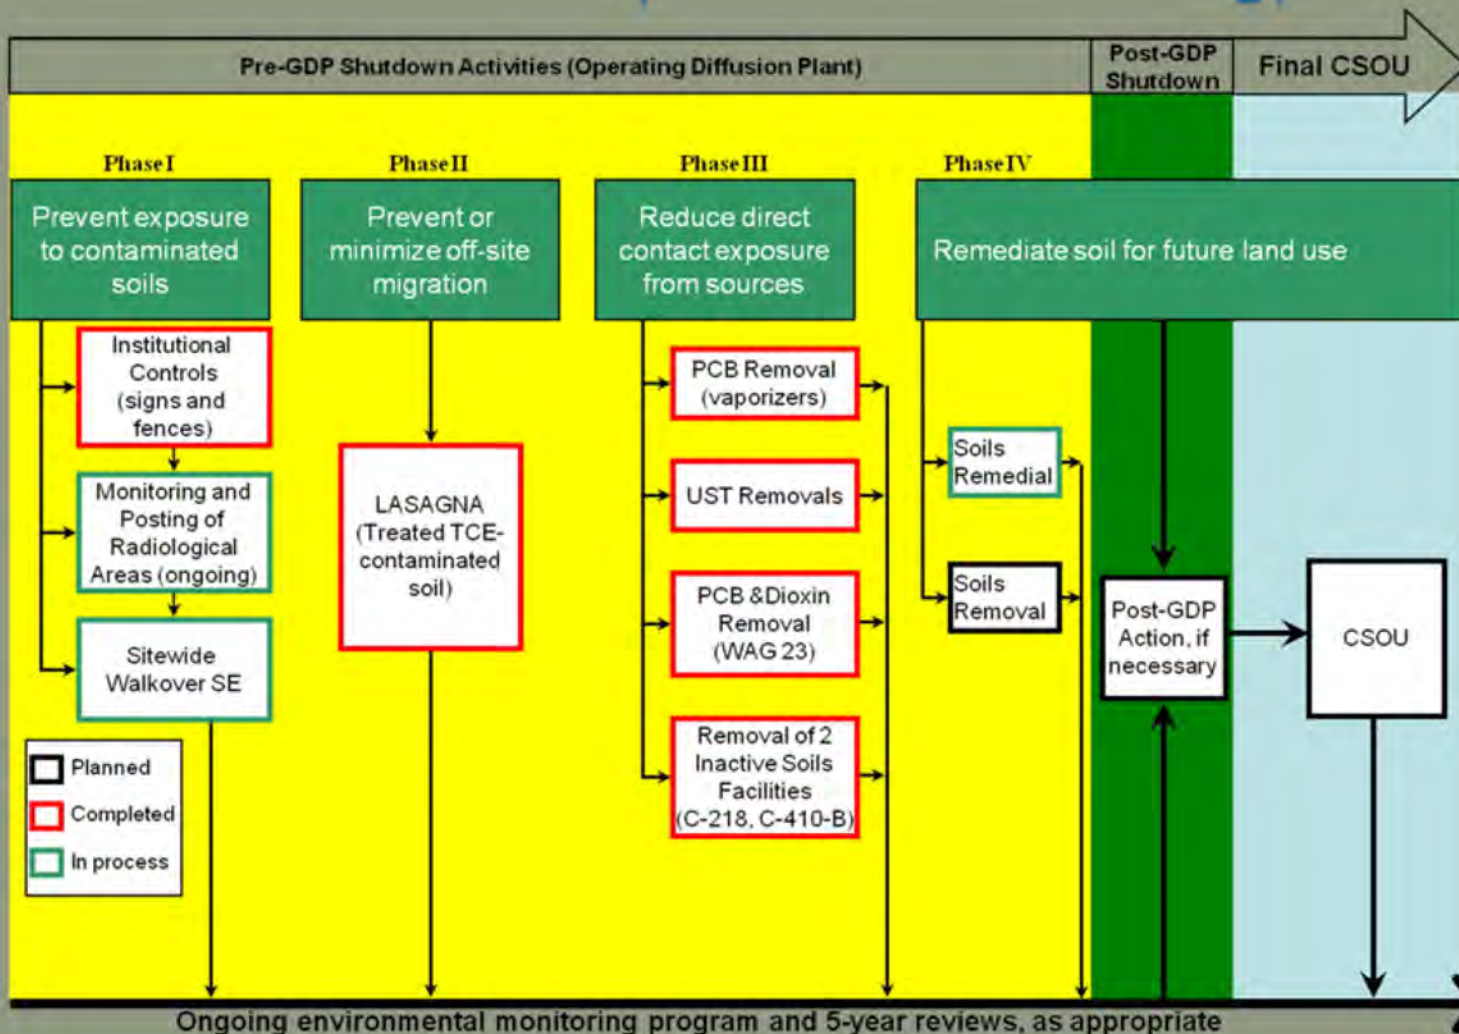 Pre-GDP Shutdown Activities (Operating Diffusion Plant)
Post-GDP
Shutdown
Final CSOU
Phase I
Prevent exposure
to contaminated
soils
Institutional
Controls
(signs and
fences)
Monitoring and
Posting of
Radiological
Areas (ongoing)
Sitewide
Walkover SE
Phase II
Prevent or
minimize off-site
migration
LASAGNA
(Treated TCE-
contaminated
soil)
Phase III
Reduce direct
contact exposure
from sources
PCB Removal
(vaporizers)
UST Removals
PCB &Dioxin
Removal
(WAG 23)
Removal of 2
Inactive Soils
Facilities
(C-218, C-410-B)
Phase IV
Remediate soil for future land use
Soils
Remedial
Soils
Removal
Post-GDP
Action, if
necessary
CSOU
Planned
Completed
In process
Ongoing environmental monitoring program and 5-year reviews, as appropriate